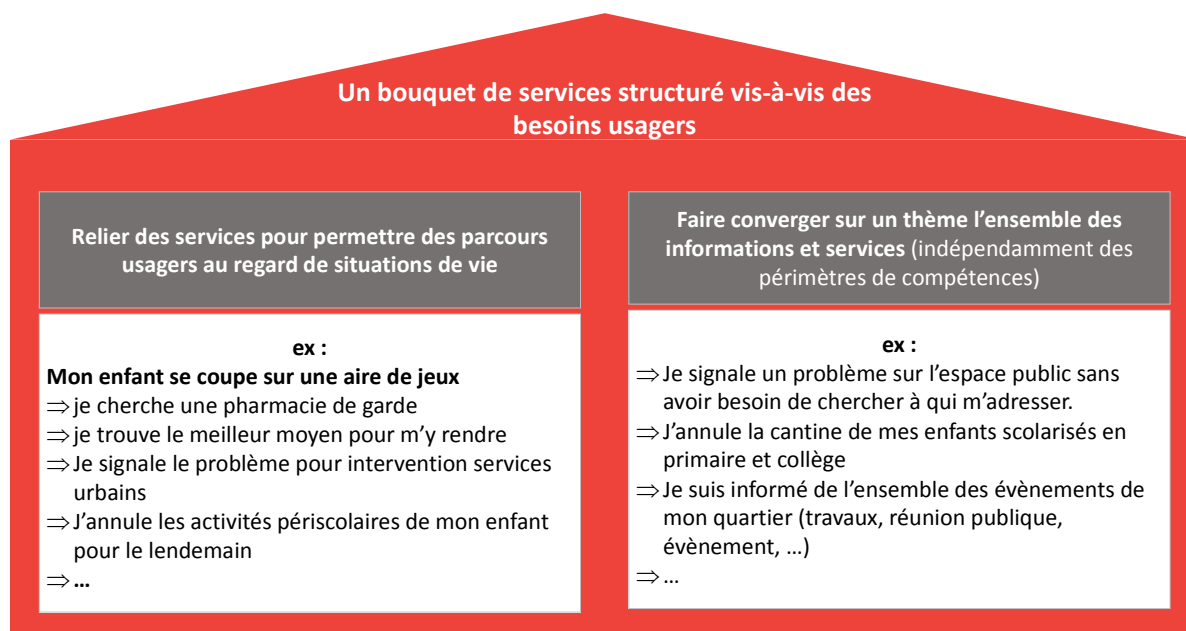 Un bouquet de services structuré vis-à-vis des
besoins usagers
Relier des services pour permettre des parcours
usagers au regard de situations de vie
ex :
Mon enfant se coupe sur une aire de jeux
⇒ je cherche une pharmacie de garde
⇒ je trouve le meilleur moyen pour m’y rendre
⇒ Je signale le problème pour intervention services
urbains
⇒ J’annule les activités périscolaires de mon enfant
pour le lendemain
⇒ …
Faire converger sur un thème l’ensemble des
informations et services (indépendamment des
périmètres de compétences)
ex :
⇒ Je signale un problème sur l’espace public sans
avoir besoin de chercher à qui m’adresser.
⇒ J’annule la cantine de mes enfants scolarisés en
primaire et collège
⇒ Je suis informé de l’ensemble des évènements de
mon quartier (travaux, réunion publique,
évènement, …)
⇒ …